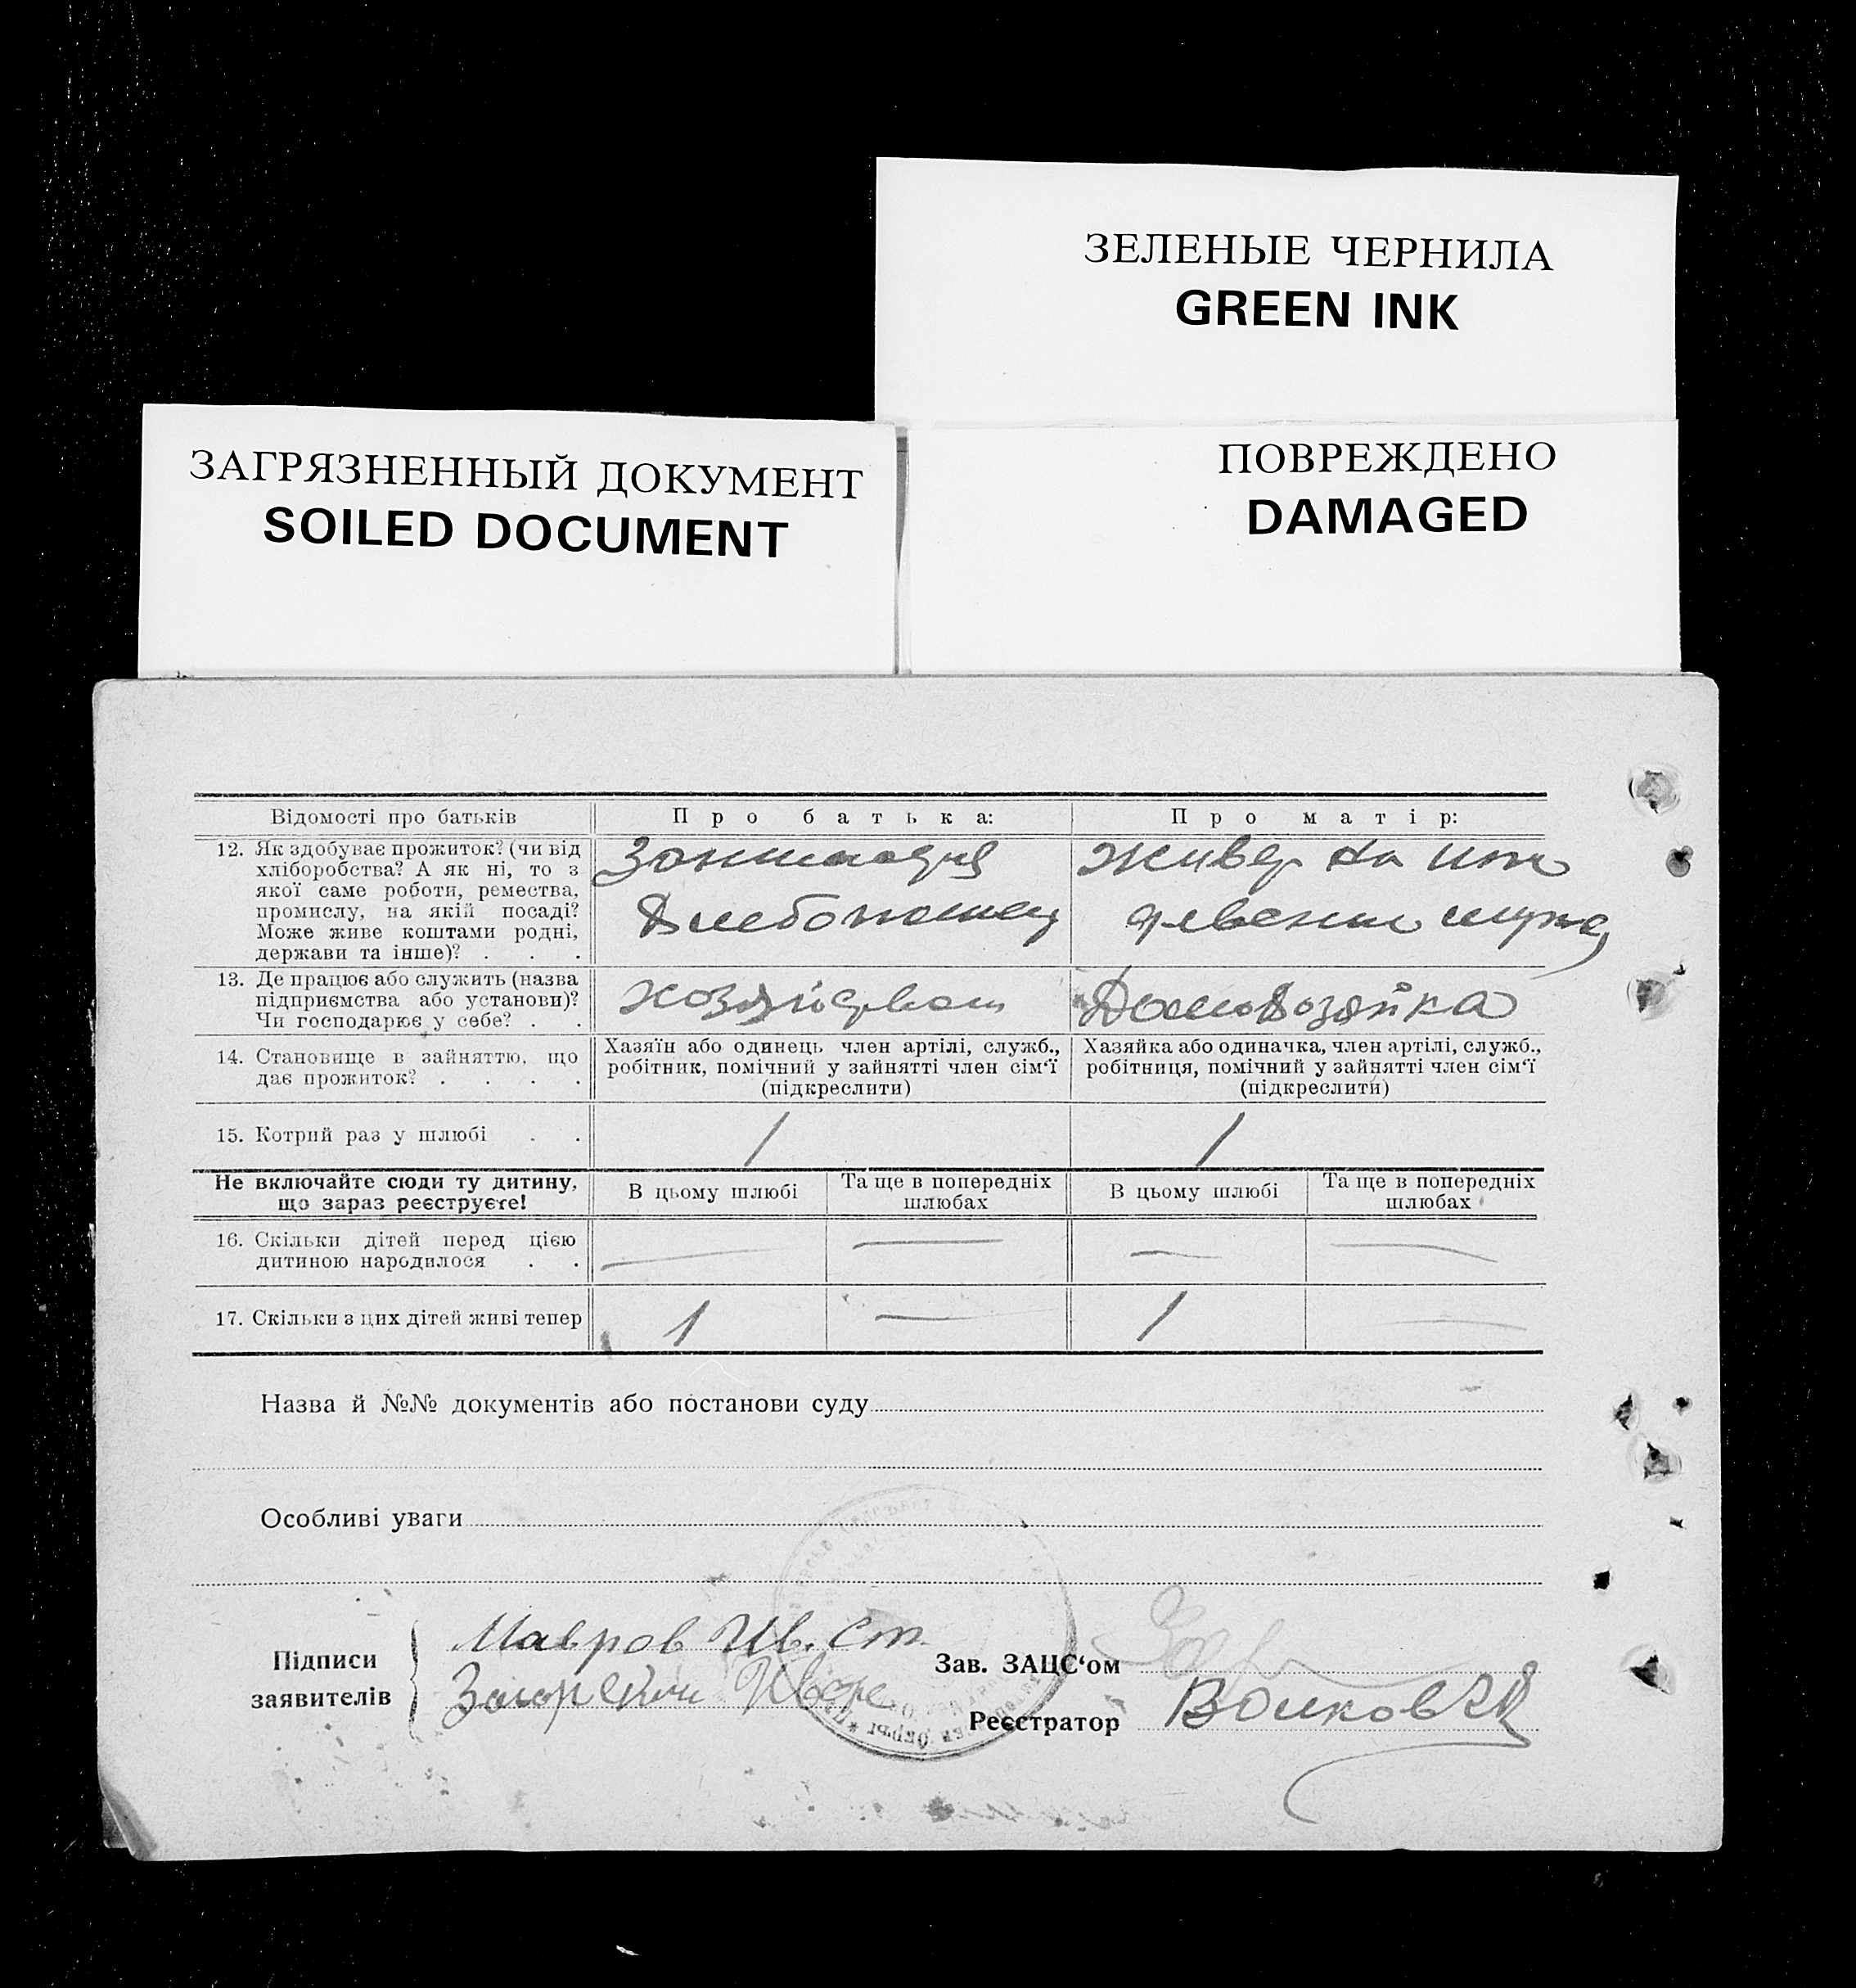 ЗЕЛЕНЫЕ ЧЕРНИЛА
GREEN INK
ЗАГРЯЗНЕННЫЙ ДОКУМЕНТ
SOILED DOCUMENT
ПОВРЕЖДЕНО
DAMAGED
Відомості про батьків
Про батька:
Про матір:
12. Як здобуває прожиток? (чи від
хліборобства? А як ні, то з
якої саме роботи, ремества,
промислу, на якій посаді?
Може живе коштами родні,
держави та інше)? . . .
Живе на
13. Де працює або служить (назва
підприємства або установи)?
Чи господарює у себе? . .
14. Становище в зайняттю, що
дає прожиток? . . . .
Хазяїн або одинець член артілі, служб.,
робітник, помічний у зайнятті член сім'ї
(підкреслити)
Хазяйка або одиначка, член артілі, служб.,
робітниця, помічний у зайнятті член сім'ї
(підкреслити)
15. Котрий раз у шлюбі . .
1
1
Не включайте сюди ту дитину,
що зараз реєструєте!
В цьому шлюбі
Та ще в попередніх
шлюбах
В цьому шлюбі
Та ще в попередніх
шлюбах
16. Скільки дітей перед цією
дитиною народилося . .
— — — —
17. Скільки з цих дітей живі тепер
1 — 1 —
Назва й №№ документів або постанови суду
Особливі уваги
Підписи
заявителів
Мавров Ив. Ст.
Зав. ЗАЦС'ом
Реєстратор